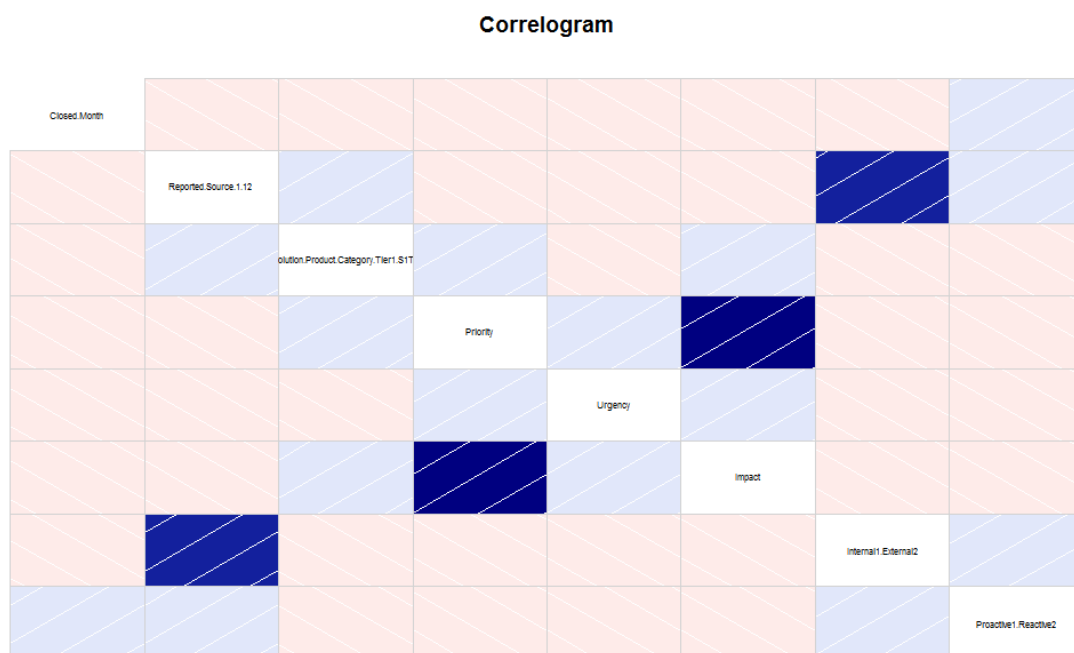 Correlogram
Closed.Month
Reported.Source.1.12
olution.Product.Category.Tier1.S1T
Priority
Urgency
Impact
Internal1.External2
Proactive1.Reactive2